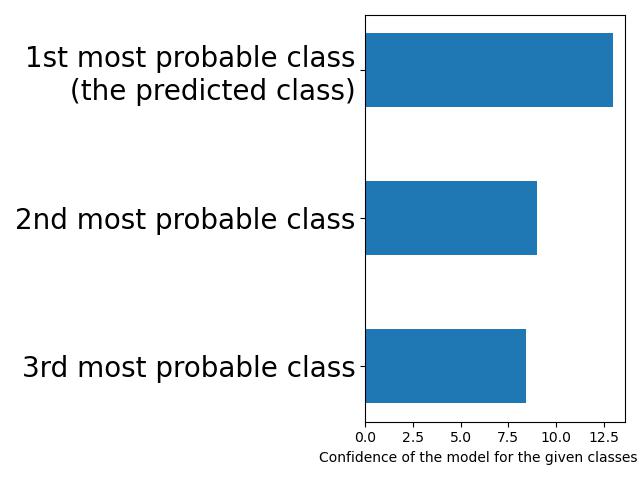 1st most probable class
(the predicted class)
2nd most probable class
3rd most probable class
0.0 2.5 5.0 7.5 10.0 12.5
Confidence of the model for the given classes